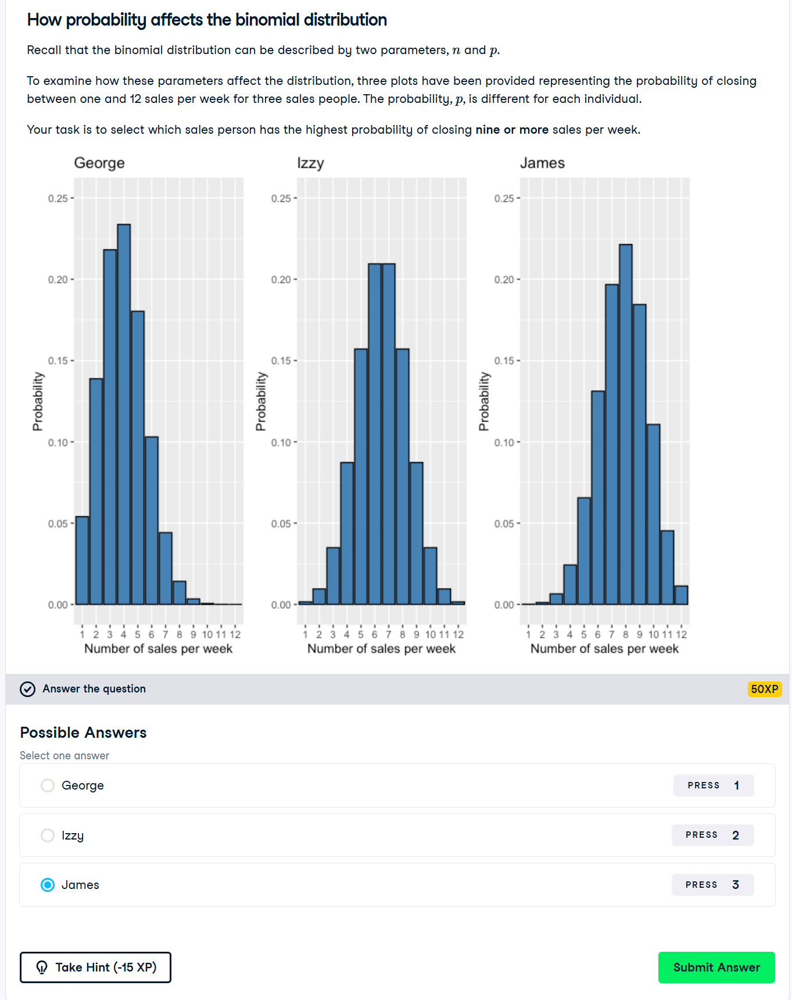 How probability affects the binomial distribution
Recall that the binomial distribution can be described by two parameters, n and p.
To examine how these parameters affect the distribution, three plots have been provided representing the probability of closing
between one and 12 sales per week for three sales people. The probability, p, is different for each individual.
Your task is to select which sales person has the highest probability of closing nine or more sales per week.
George
0.25
0.20
0.15
0.10
0.05
0.00
Probability
1 2 3 4 5 6 7 8 9 10 11 12
Number of sales per week
Izzy
0.25
0.20
0.15
0.10
0.05
0.00
Probability
1 2 3 4 5 6 7 8 9 10 11 12
Number of sales per week
James
0.25
0.20
0.15
0.10
0.05
0.00
Probability
1 2 3 4 5 6 7 8 9 10 11 12
Number of sales per week
Answer the question
50XP
Possible Answers
Select one answer
George PRESS 1
Izzy PRESS 2
James PRESS 3
Take Hint (-15 XP)
Submit Answer